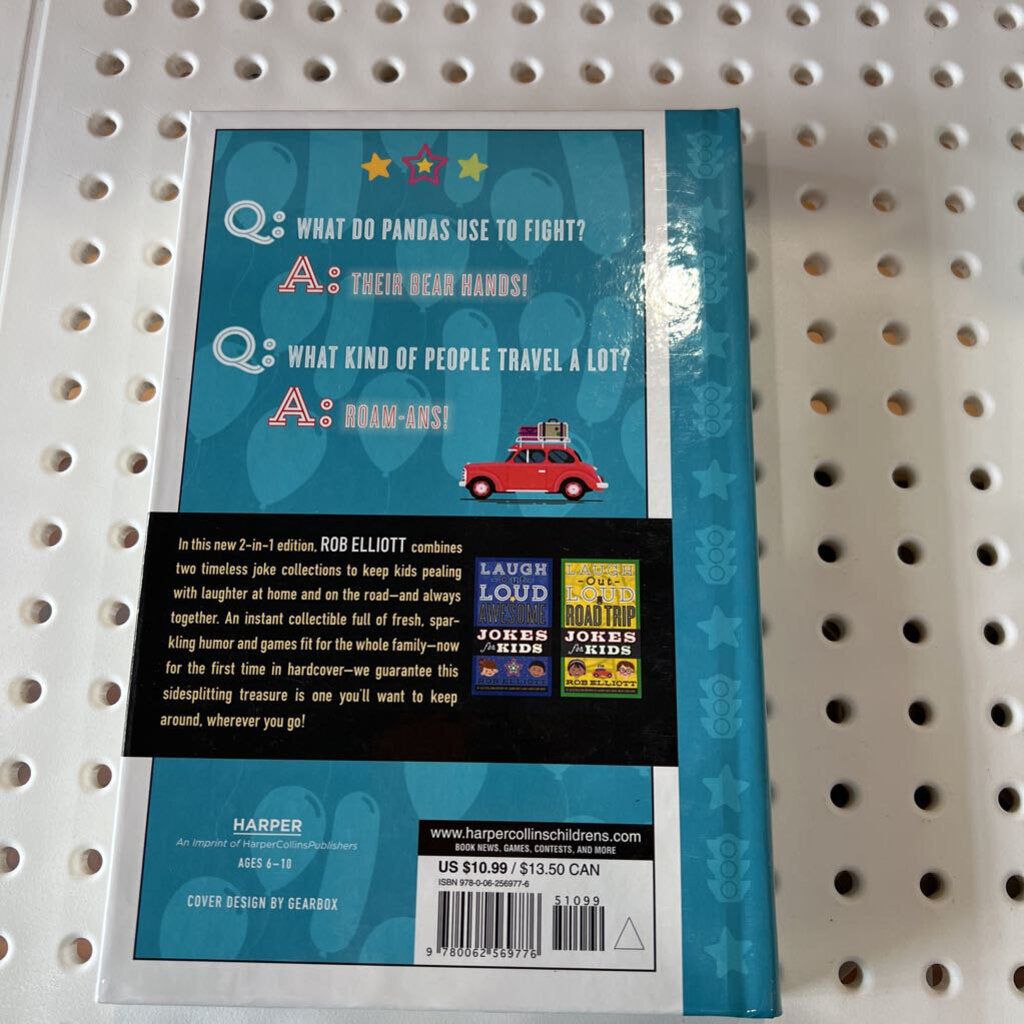 Q: WHAT DO PANDAS USE TO FIGHT?
A: THEIR BEAR HANDS!
Q: WHAT KIND OF PEOPLE TRAVEL A LOT?
A: ROAM-ANS!
In this new 2-in-1 edition, ROB ELLIOTT combines
two timeless joke collections to keep kids pealing
with laughter at home and on the road—and always
together. An instant collectible full of fresh, spar-
kling humor and games fit for the whole family—now
for the first time in hardcover—we guarantee this
sidesplitting treasure is one you'll want to keep
around, wherever you go!
LAUGH
-Out-
LOUD
AWESOME
JOKES
for KIDS
ROB ELLIOTT
LAUGH
-Out-
LOUD
ROAD TRIP
JOKES
for KIDS
ROB ELLIOTT
HARPER
An Imprint of HarperCollinsPublishers
AGES 6–10
COVER DESIGN BY GEARBOX
www.harpercollinschildrens.com
BOOK NEWS, GAMES, CONTESTS, AND MORE
US $10.99 / $13.50 CAN
ISBN 978-0-06-256977-6
51099
9 780062 569776